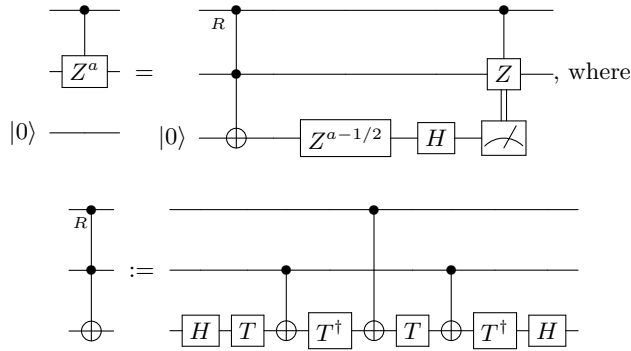 R
Z^a = Z , where
|0⟩ |0⟩ Z^{a−1/2} H
R
:=
H T T† T T† H